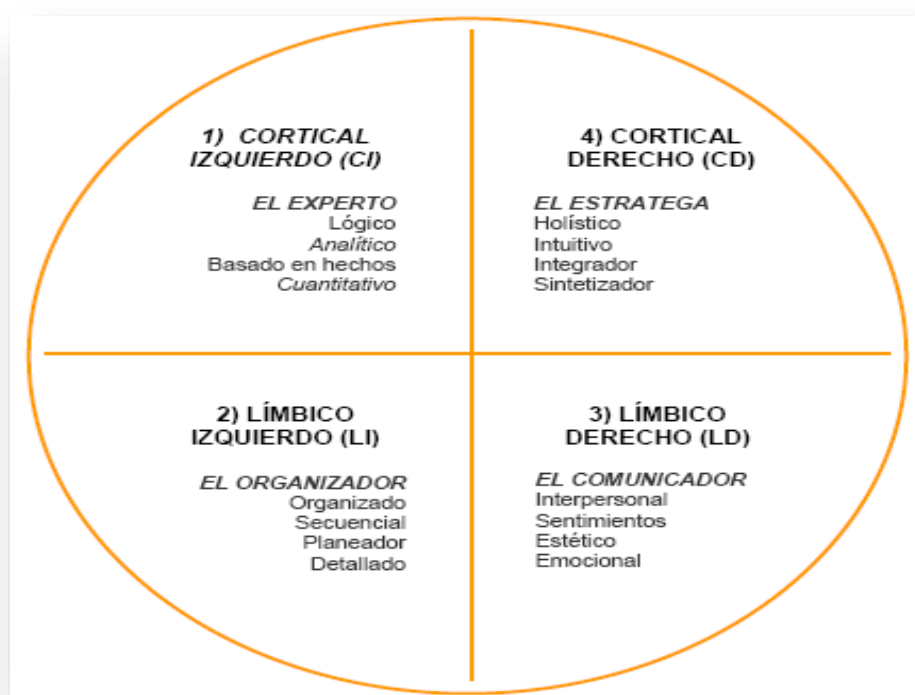 1) CORTICAL
IZQUIERDO (CI)
EL EXPERTO
Lógico
Analítico
Basado en hechos
Cuantitativo
4) CORTICAL
DERECHO (CD)
EL ESTRATEGA
Holístico
Intuitivo
Integrador
Sintetizador
2) LÍMBICO
IZQUIERDO (LI)
EL ORGANIZADOR
Organizado
Secuencial
Planeador
Detallado
3) LÍMBICO
DERECHO (LD)
EL COMUNICADOR
Interpersonal
Sentimientos
Estético
Emocional